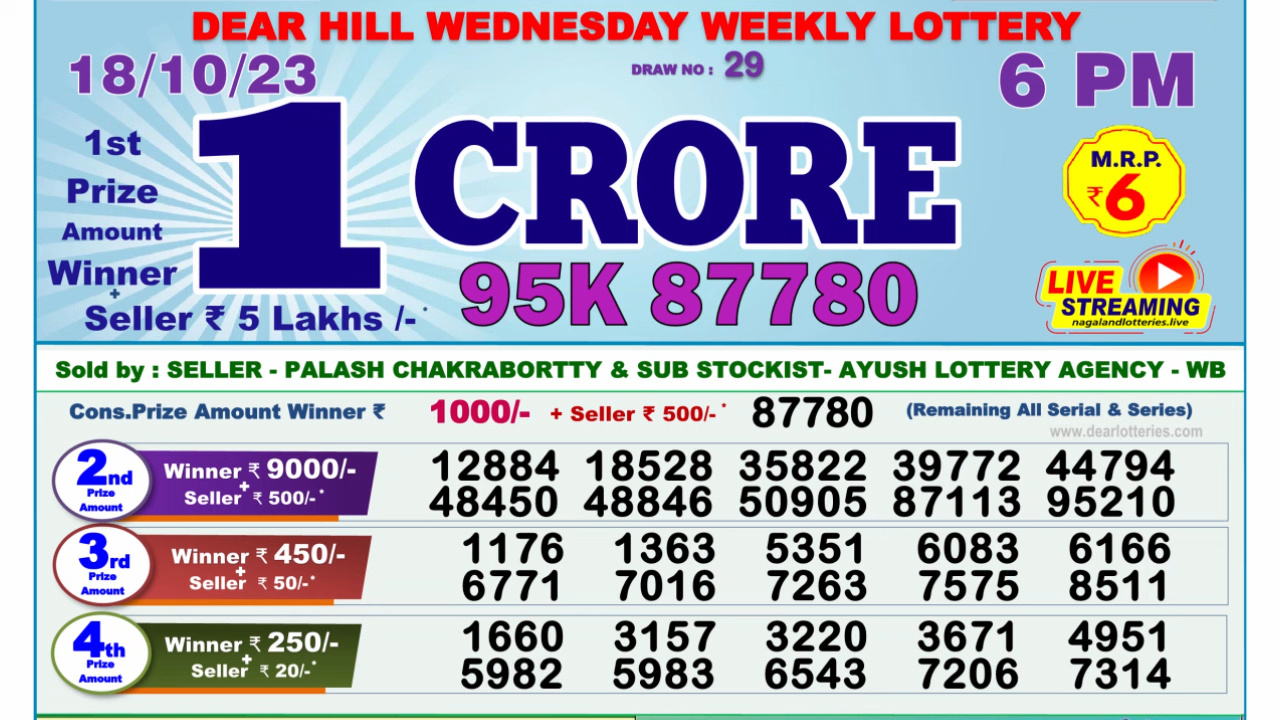 DEAR HILL WEDNESDAY WEEKLY LOTTERY
18/10/23
DRAW NO : 29
6 PM
1st
Prize
Amount
Winner
+
Seller ₹ 5 Lakhs /-*
1 CRORE
95K 87780
M.R.P.
₹6
LIVE
STREAMING
nagalandlotteries.live
Sold by : SELLER - PALASH CHAKRABORTTY & SUB STOCKIST- AYUSH LOTTERY AGENCY - WB
Cons.Prize Amount Winner ₹ 1000/- + Seller ₹ 500/-* 87780 (Remaining All Serial & Series)
www.dearlotteries.com
2nd
Prize
Amount
Winner ₹ 9000/-
+
Seller ₹ 500/-*
12884 18528 35822 39772 44794
48450 48846 50905 87113 95210
3rd
Prize
Amount
Winner ₹ 450/-
+
Seller ₹ 50/-*
1176 1363 5351 6083 6166
6771 7016 7263 7575 8511
4th
Prize
Amount
Winner ₹ 250/-
+
Seller ₹ 20/-*
1660 3157 3220 3671 4951
5982 5983 6543 7206 7314